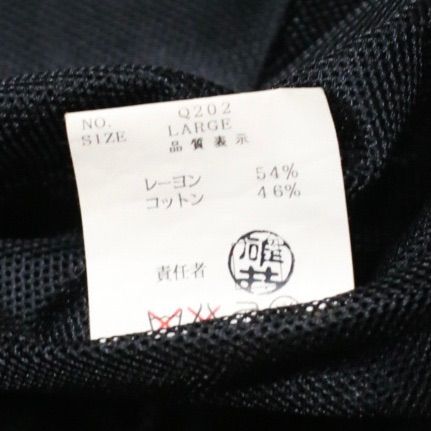 NO. Q202
SIZE LARGE
品質表示
レーヨン 54%
コットン 46%
責任者